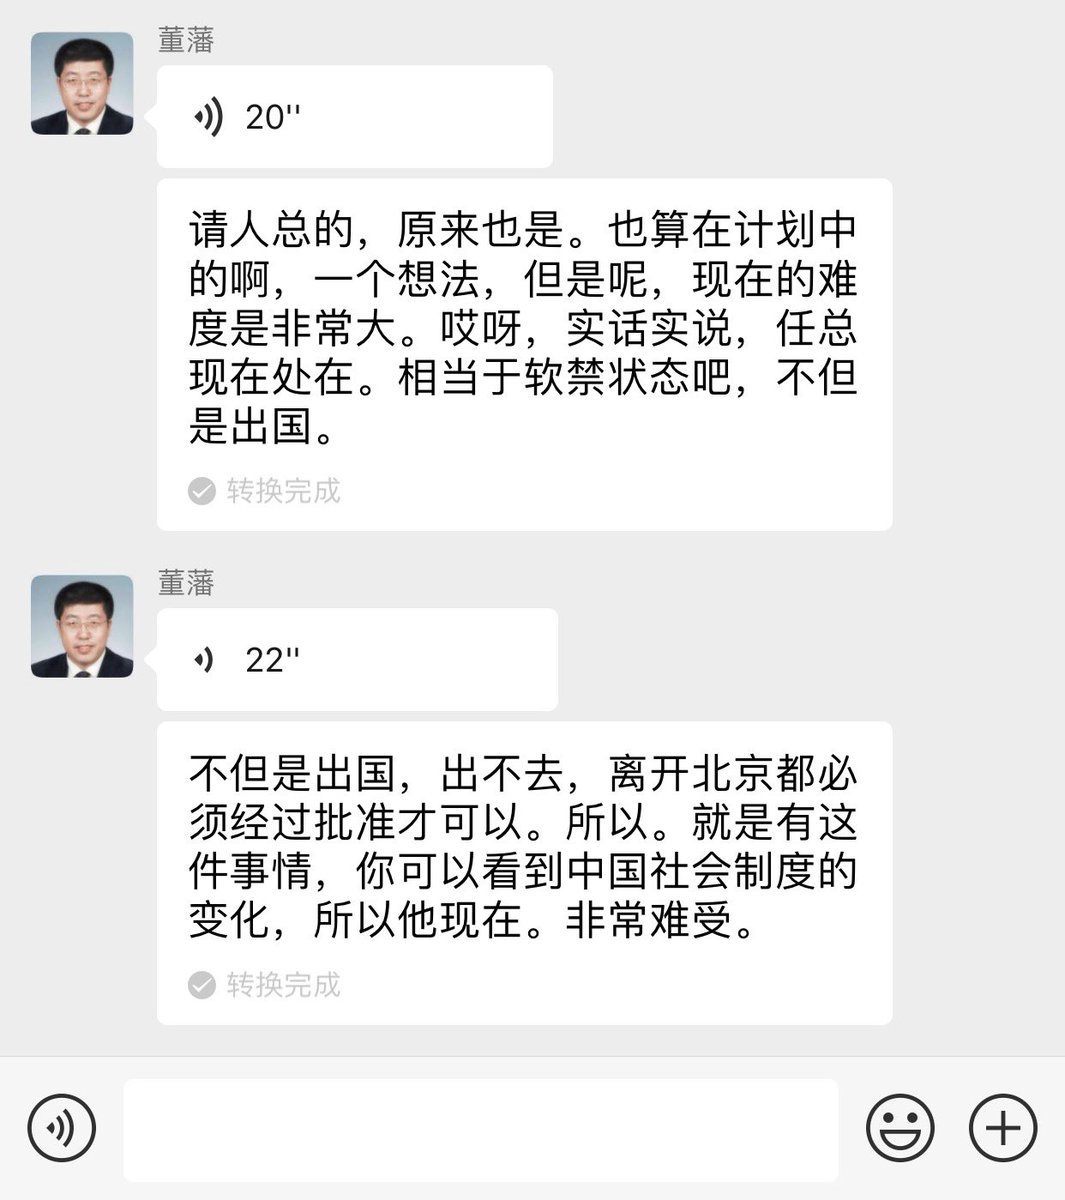 董藩
20''
请人总的，原来也是。也算在计划中
的啊，一个想法，但是呢，现在的难
度是非常大。哎呀，实话实说，任总
现在处在。相当于软禁状态吧，不但
是出国。
转换完成
董藩
22''
不但是出国，出不去，离开北京都必
须经过批准才可以。所以。就是有这
件事情，你可以看到中国社会制度的
变化，所以他现在。非常难受。
转换完成